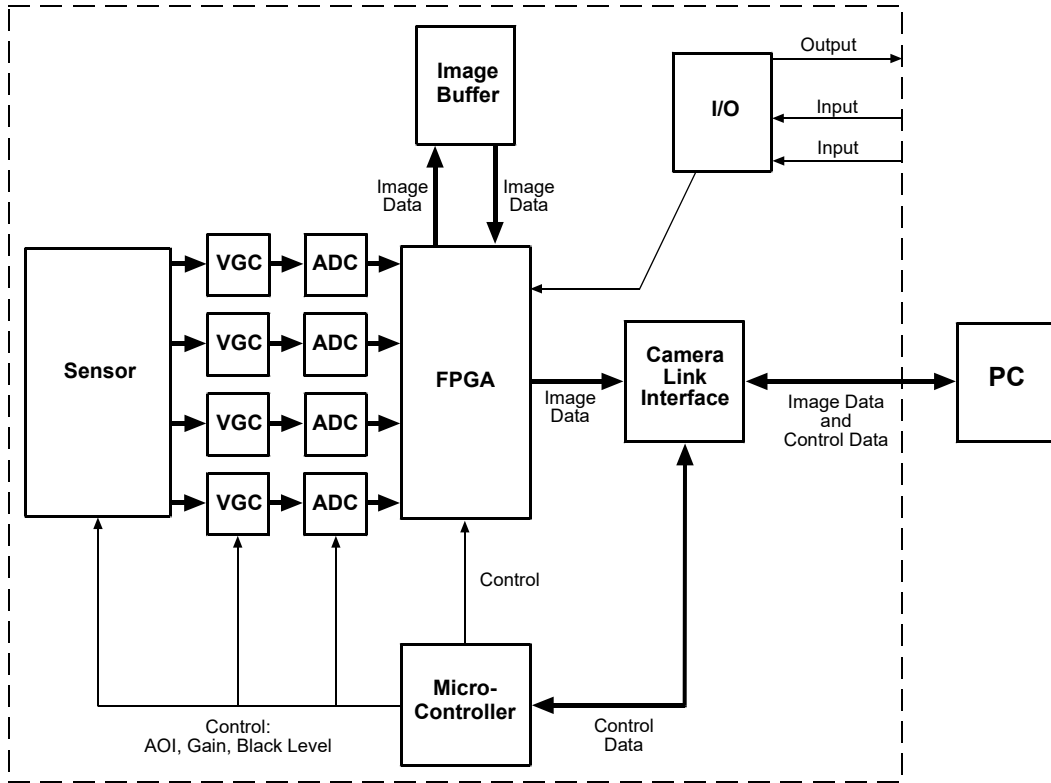 Output
Image
Buffer
I/O
Input
Input
Image
Data
Image
Data
VGC
ADC
VGC
ADC
Sensor
FPGA
Camera
Link
Interface
PC
Image
Data
Image Data
and
Control Data
VGC
ADC
VGC
ADC
Control
Micro-
Controller
Control:
AOI, Gain, Black Level
Control
Data